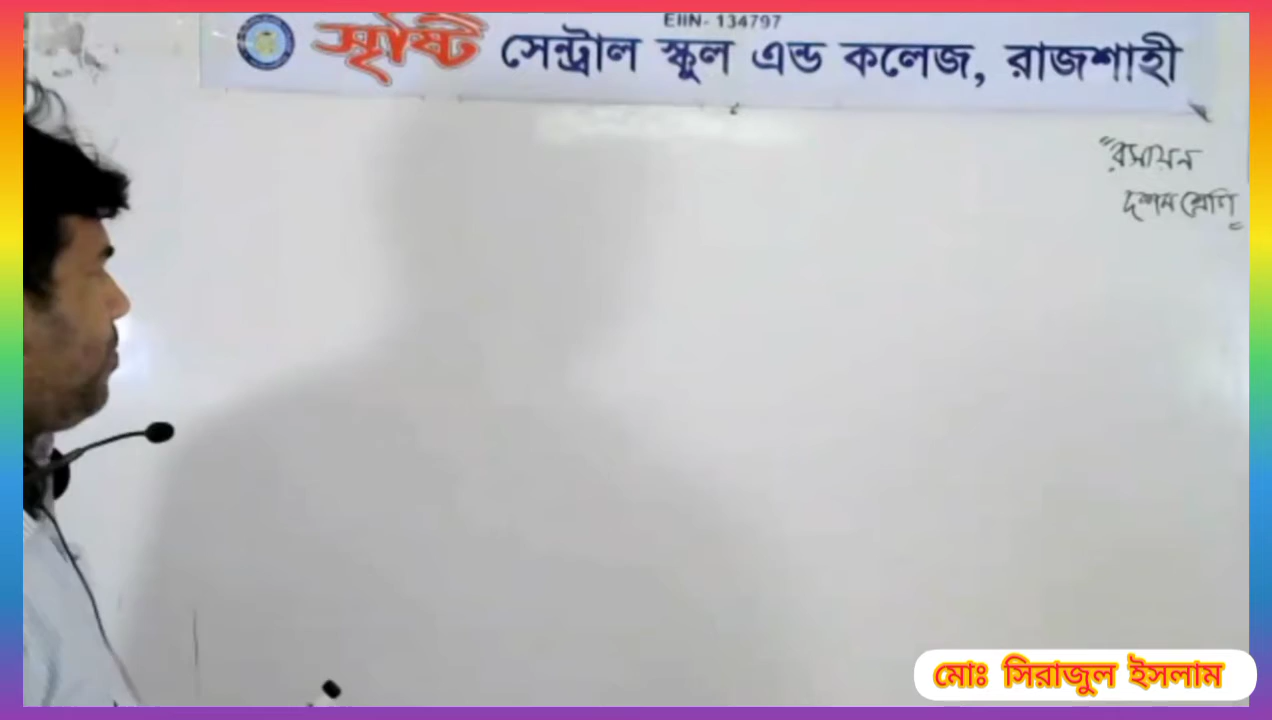 EIIN- 134797
সৃষ্টি সেন্ট্রাল স্কুল এন্ড কলেজ, রাজশাহী
"রসায়ন
দশম শ্রেণি"
মোঃ সিরাজুল ইসলাম